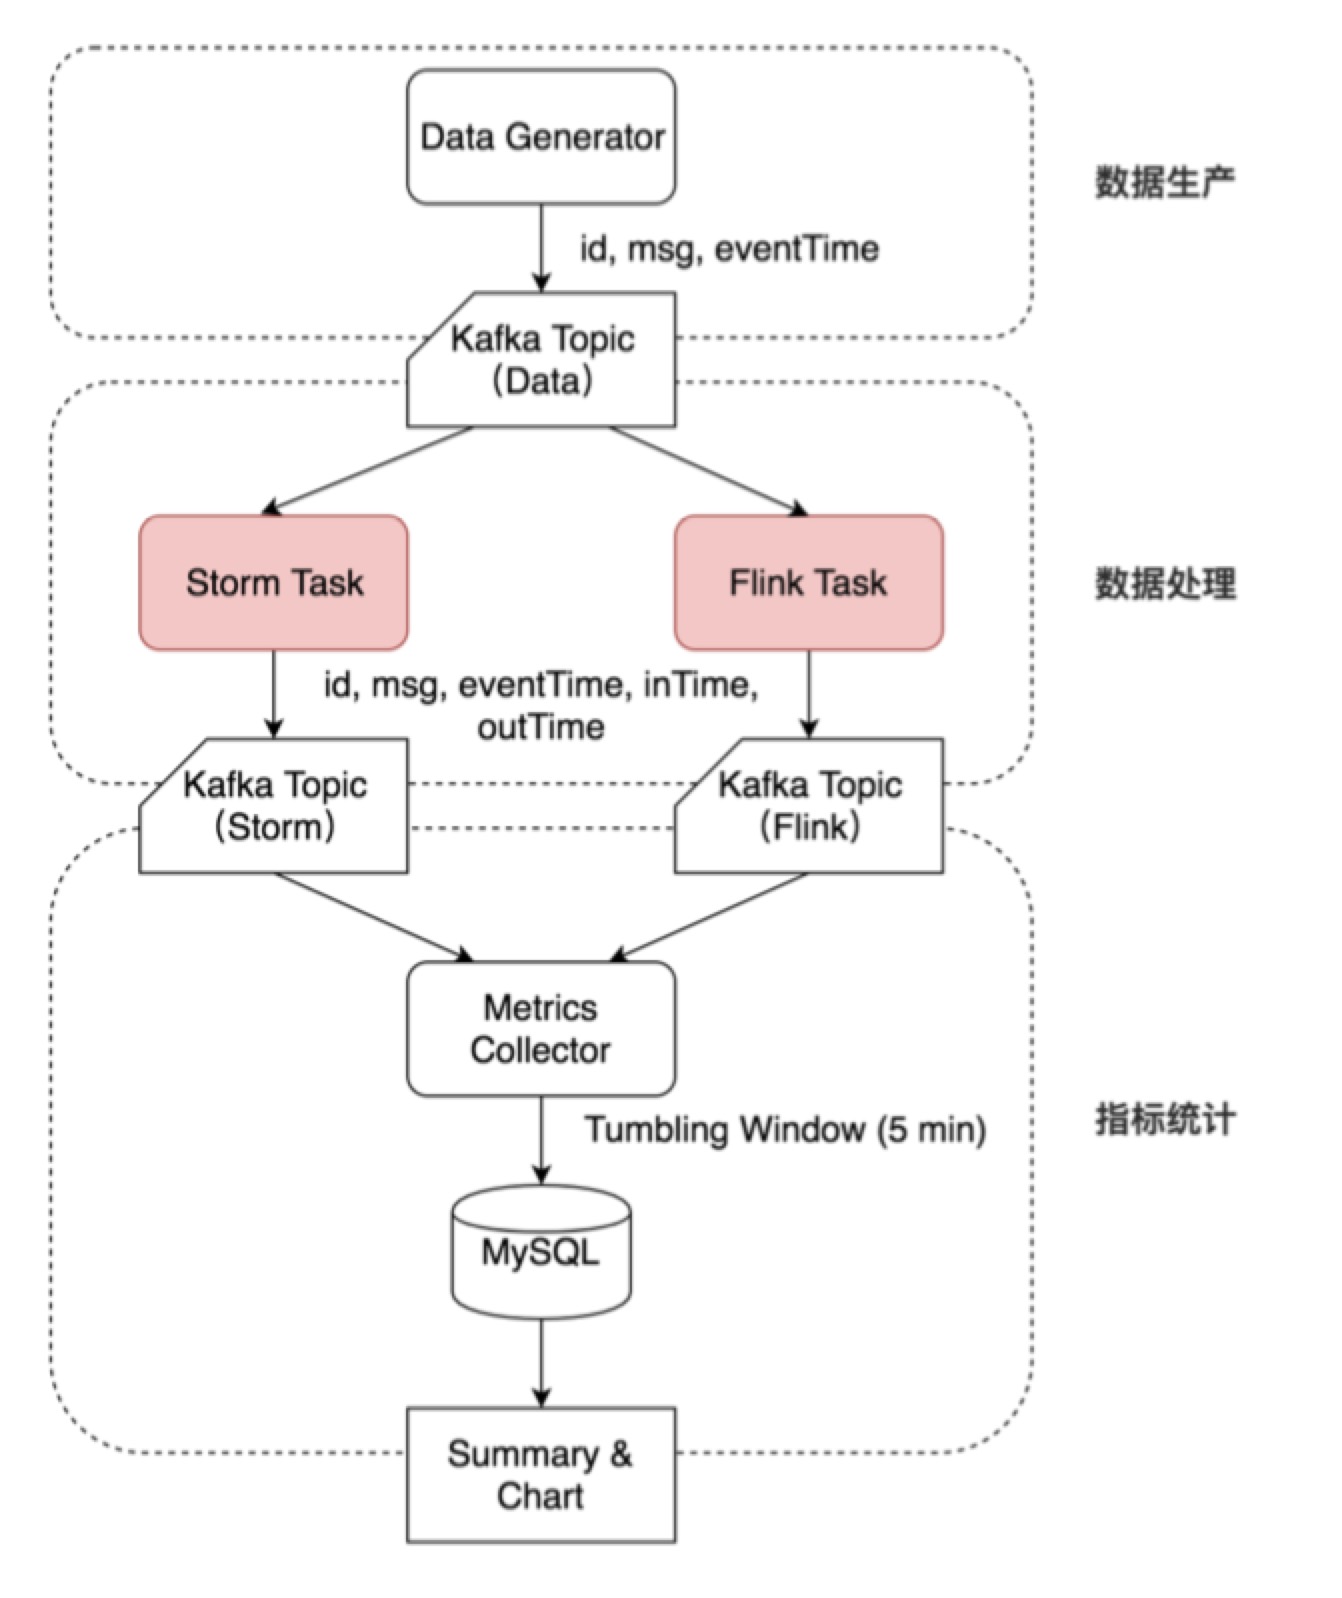 Data Generator
数据生产
id, msg, eventTime
Kafka Topic
(Data)
Storm Task
Flink Task
数据处理
id, msg, eventTime, inTime,
outTime
Kafka Topic
(Storm)
Kafka Topic
(Flink)
Metrics
Collector
指标统计
Tumbling Window (5 min)
MySQL
Summary &
Chart